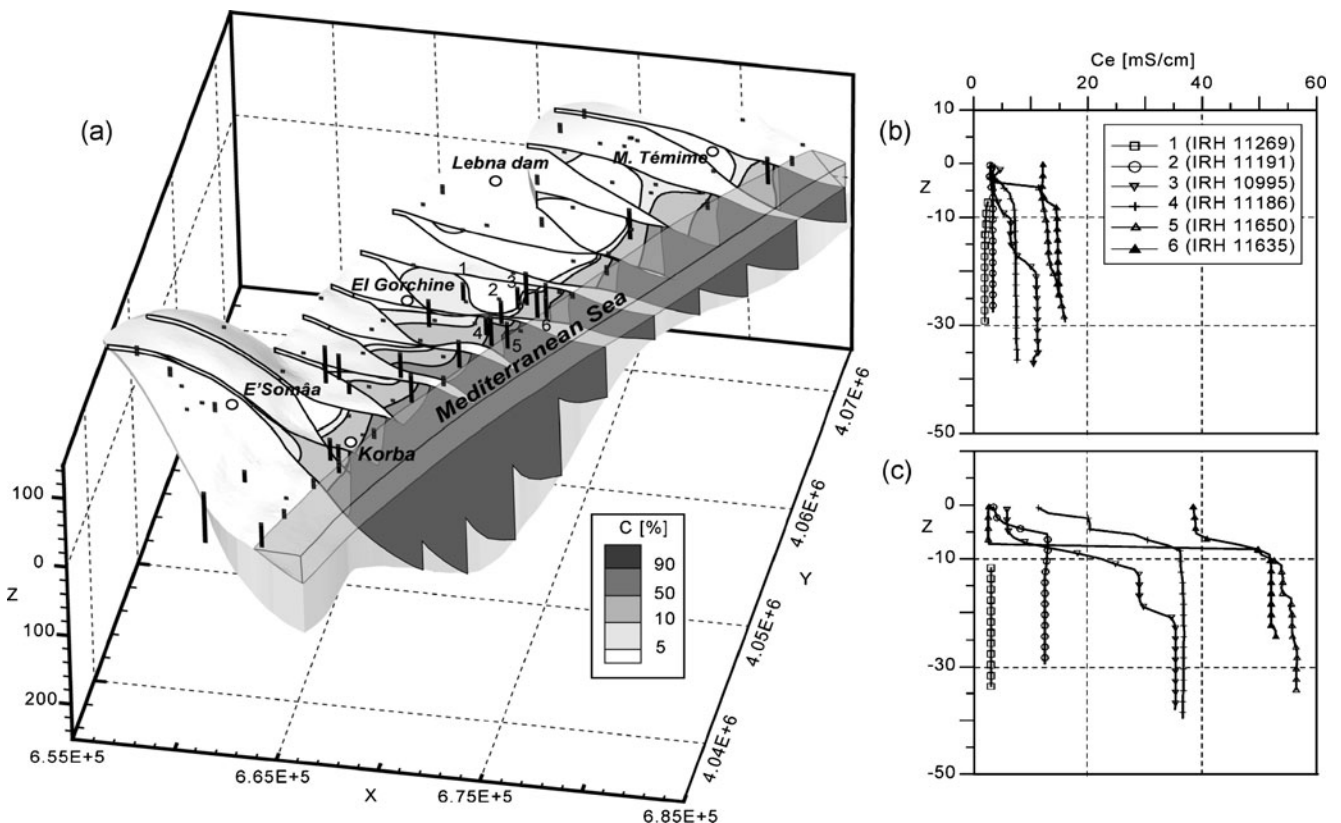 (a)
Lebna dam
M. Témime
El Gorchine
1
2
3
4
5
6
Mediterranean Sea
E'Somâa
Korba
100
0
100
200
Z
6.55E+5
6.65E+5
6.75E+5
6.85E+5
X
4.04E+6
4.05E+6
4.06E+6
4.07E+6
Y
C [%]
90
50
10
5
Ce [mS/cm]
0 20 40 60
(b)
10
0
Z
-10
-30
-50
1 (IRH 11269)
2 (IRH 11191)
3 (IRH 10995)
4 (IRH 11186)
5 (IRH 11650)
6 (IRH 11635)
(c)
0
Z
-10
-30
-50